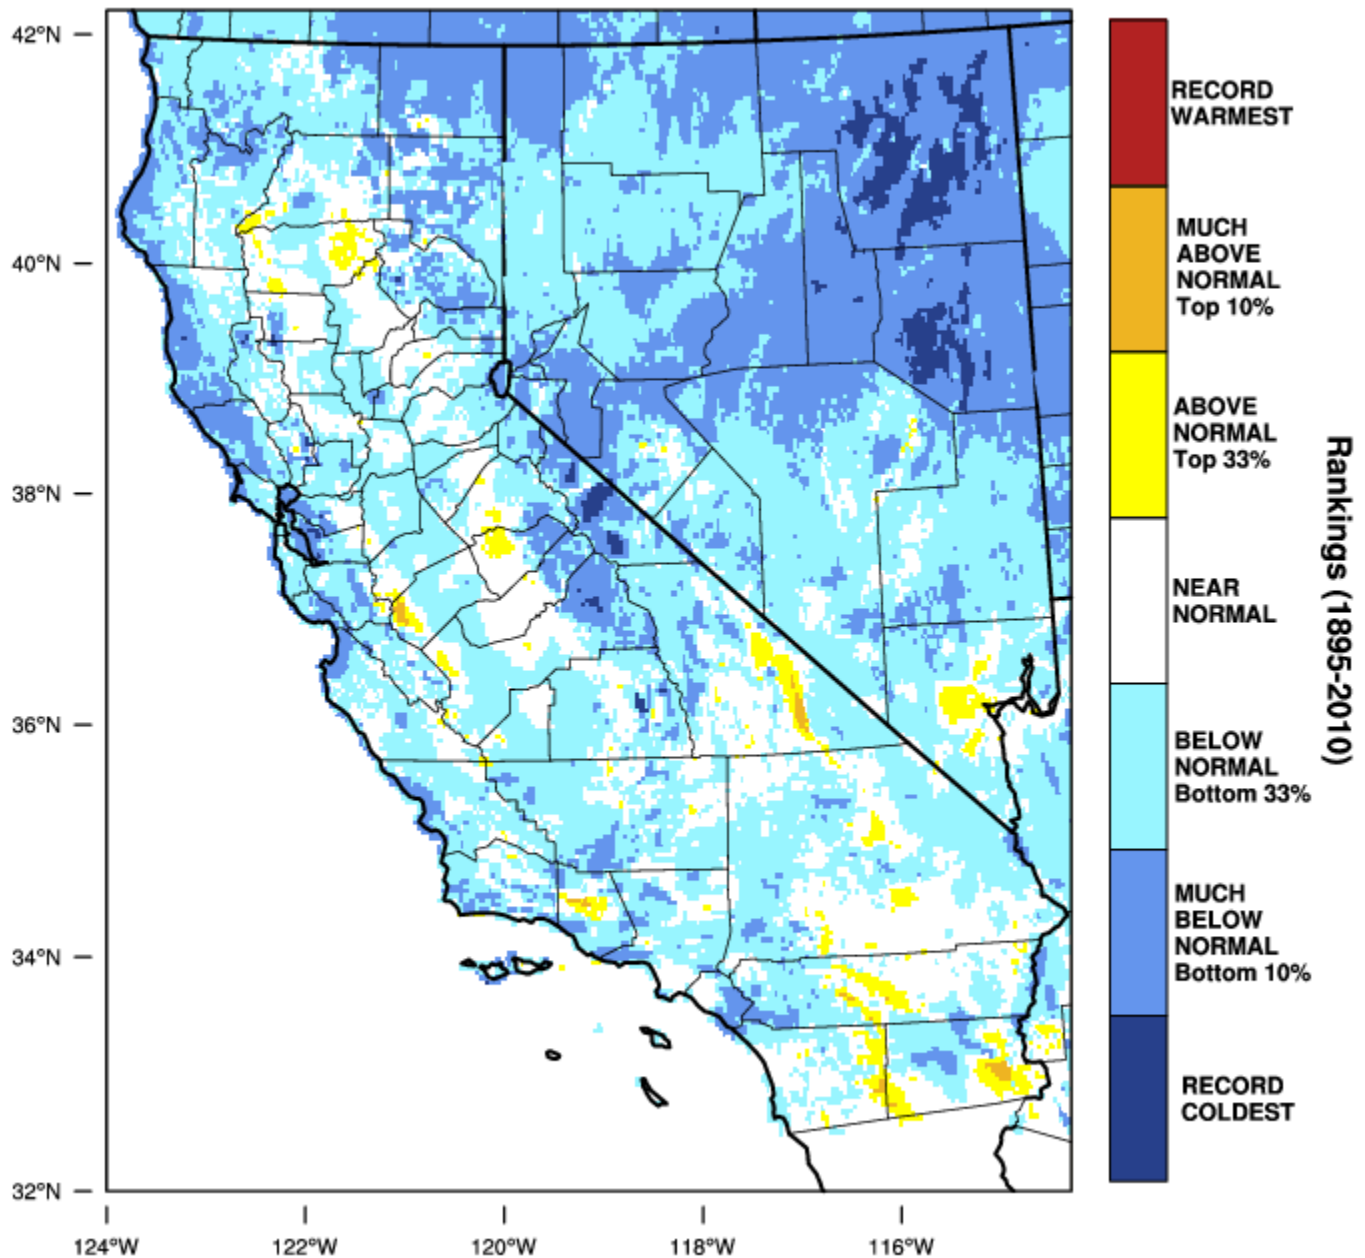 42°N
40°N
38°N
36°N
34°N
32°N
124°W
122°W
120°W
118°W
116°W
RECORD
WARMEST
MUCH
ABOVE
NORMAL
Top 10%
ABOVE
NORMAL
Top 33%
NEAR
NORMAL
BELOW
NORMAL
Bottom 33%
MUCH
BELOW
NORMAL
Bottom 10%
RECORD
COLDEST
Rankings (1895-2010)